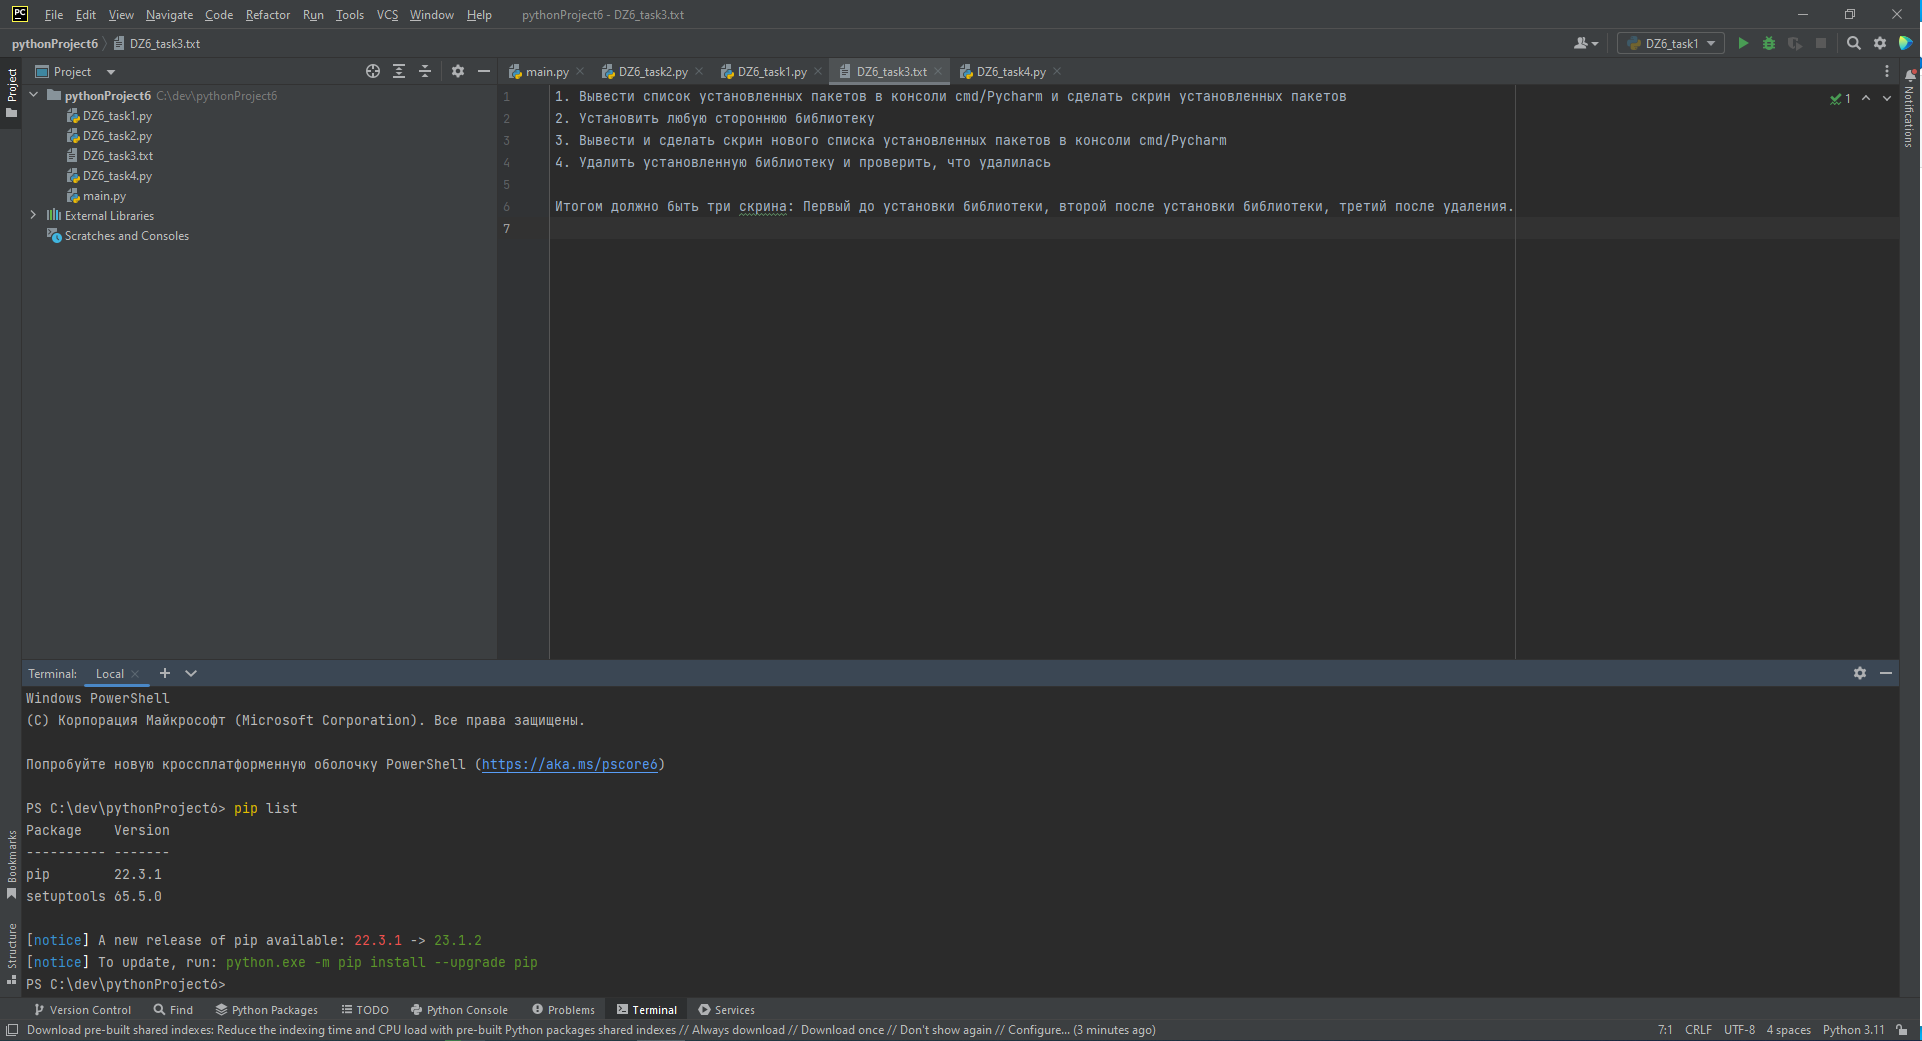 PC File Edit View Navigate Code Refactor Run Tools VCS Window Help pythonProject6 - DZ6_task3.txt
pythonProject6 DZ6_task3.txt DZ6_task1
Project
Project
main.py DZ6_task2.py DZ6_task1.py DZ6_task3.txt DZ6_task4.py
Notifications
pythonProject6 C:\dev\pythonProject6
DZ6_task1.py
DZ6_task2.py
DZ6_task3.txt
DZ6_task4.py
main.py
External Libraries
Scratches and Consoles
1 1. Вывести список установленных пакетов в консоли cmd/Pycharm и сделать скрин установленных пакетов
1
2 2. Установить любую стороннюю библиотеку
3 3. Вывести и сделать скрин нового списка установленных пакетов в консоли cmd/Pycharm
4 4. Удалить установленную библиотеку и проверить, что удалилась
5
6 Итогом должно быть три скрина: Первый до установки библиотеки, второй после установки библиотеки, третий после удаления.
7
Terminal: Local
Windows PowerShell
(C) Корпорация Майкрософт (Microsoft Corporation). Все права защищены.
Попробуйте новую кроссплатформенную оболочку PowerShell (https://aka.ms/pscore6)
PS C:\dev\pythonProject6> pip list
Package    Version
---------- -------
pip        22.3.1
setuptools 65.5.0
[notice] A new release of pip available: 22.3.1 -> 23.1.2
[notice] To update, run: python.exe -m pip install --upgrade pip
PS C:\dev\pythonProject6>
Bookmarks
Structure
Version Control Find Python Packages TODO Python Console Problems Terminal Services
Download pre-built shared indexes: Reduce the indexing time and CPU load with pre-built Python packages shared indexes // Always download // Download once // Don't show again // Configure... (3 minutes ago) 7:1 CRLF UTF-8 4 spaces Python 3.11